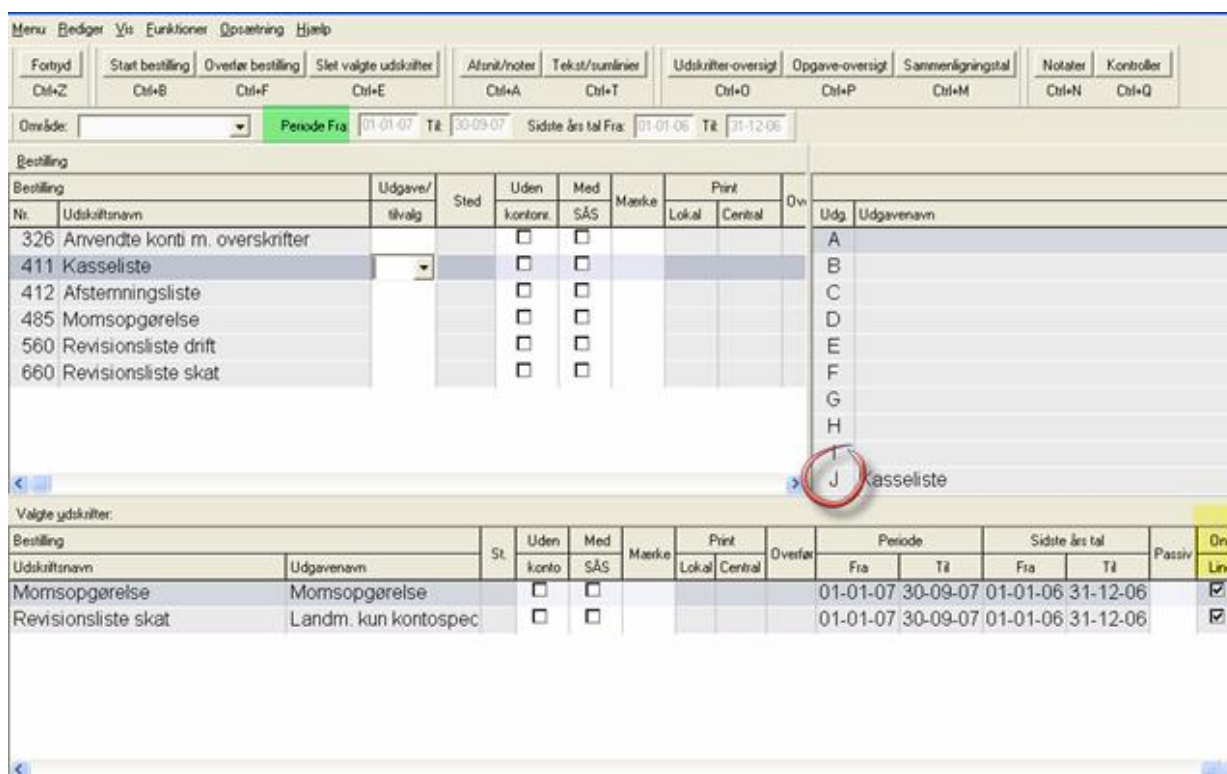 Menu Rediger Vis Funktioner Opsætning Hjælp
Fortryd Start bestilling Overfør bestilling Slet valgte udskrifter Afsnit/noter Tekst/sumlinier Udskrifter-oversigt Opgave-oversigt Sammenligningstal Notater Kontroller
Ctrl+Z Ctrl+B Ctrl+F Ctrl+E Ctrl+A Ctrl+T Ctrl+O Ctrl+P Ctrl+M Ctrl+N Ctrl+Q
Område: Periode Fra: 01-01-07 Til: 30-09-07 Sidste års tal Fra: 01-01-06 Til: 31-12-06
Bestilling
Bestilling Udgave/ Sted Uden Med Mærke Print Ove
Nr. Udskriftsnavn tilvalg kontonr. SÅS Lokal Central Udg Udgavenavn
326 Anvendte konti m. overskrifter A
411 Kasseliste B
412 Afstemningsliste C
485 Momsopgørelse D
560 Revisionsliste drift E
660 Revisionsliste skat F
G
H
I
J Kasseliste
Valgte udskrifter:
Bestilling St. Uden Med Mærke Print Overfør Periode Sidste års tal Passiv On
Udskriftsnavn Udgavenavn konto SÅS Lokal Central Fra Til Fra Til Line
Momsopgørelse Momsopgørelse 01-01-07 30-09-07 01-01-06 31-12-06
Revisionsliste skat Landm. kun kontospec 01-01-07 30-09-07 01-01-06 31-12-06